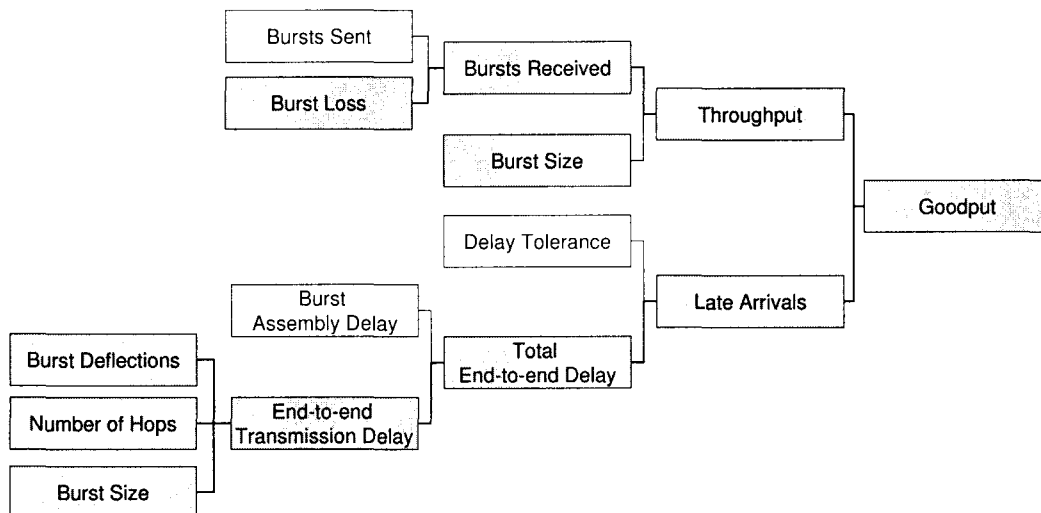 Bursts Sent
Burst Loss
Bursts Received
Burst Size
Throughput
Goodput
Delay Tolerance
Late Arrivals
Burst
Assembly Delay
Total
End-to-end Delay
Burst Deflections
Number of Hops
Burst Size
End-to-end
Transmission Delay